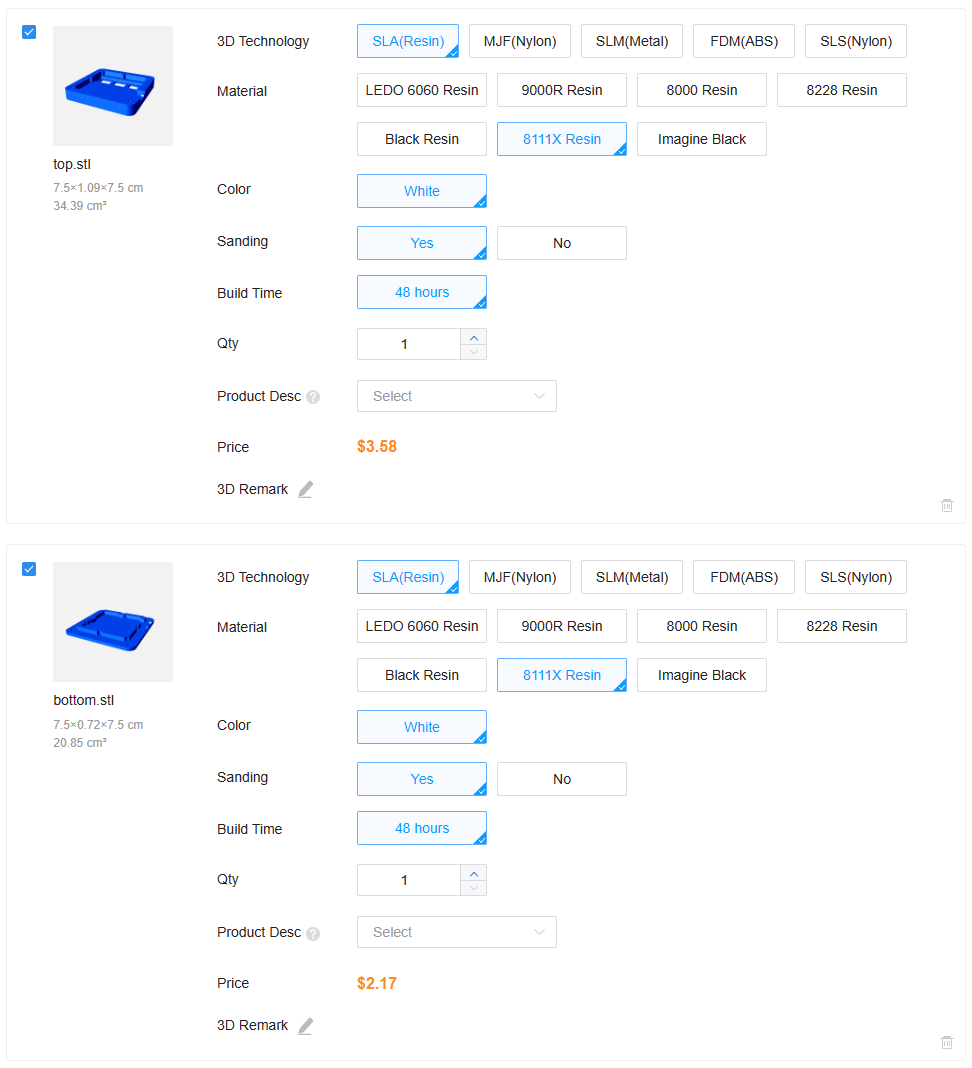 3D Technology SLA(Resin) MJF(Nylon) SLM(Metal) FDM(ABS) SLS(Nylon)
Material LEDO 6060 Resin 9000R Resin 8000 Resin 8228 Resin
Black Resin 8111X Resin Imagine Black
top.stl
7.5×1.09×7.5 cm
34.39 cm³
Color White
Sanding Yes No
Build Time 48 hours
Qty 1
Product Desc ? Select
Price $3.58
3D Remark
3D Technology SLA(Resin) MJF(Nylon) SLM(Metal) FDM(ABS) SLS(Nylon)
Material LEDO 6060 Resin 9000R Resin 8000 Resin 8228 Resin
Black Resin 8111X Resin Imagine Black
bottom.stl
7.5×0.72×7.5 cm
20.85 cm³
Color White
Sanding Yes No
Build Time 48 hours
Qty 1
Product Desc ? Select
Price $2.17
3D Remark